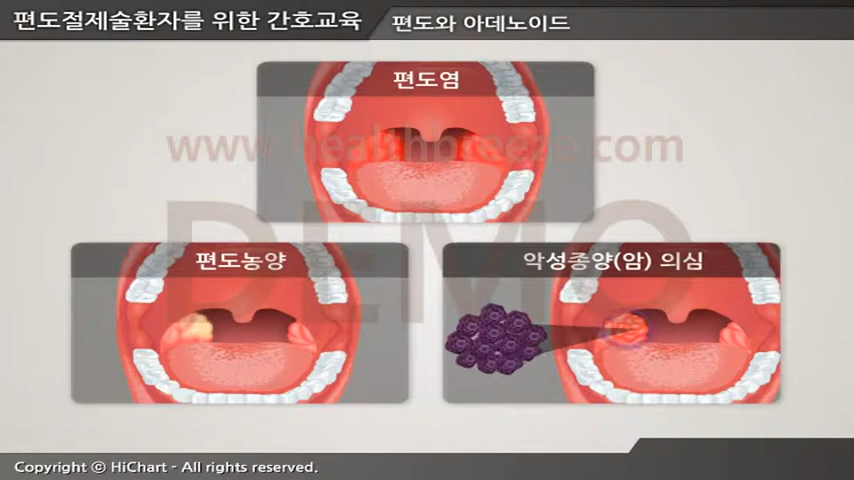 편도절제술환자를 위한 간호교육
편도와 아데노이드
편도염
www.healthbreeze.com
DEMO
편도농양
악성종양(암) 의심
Copyright ⓒ HiChart - All rights reserved.